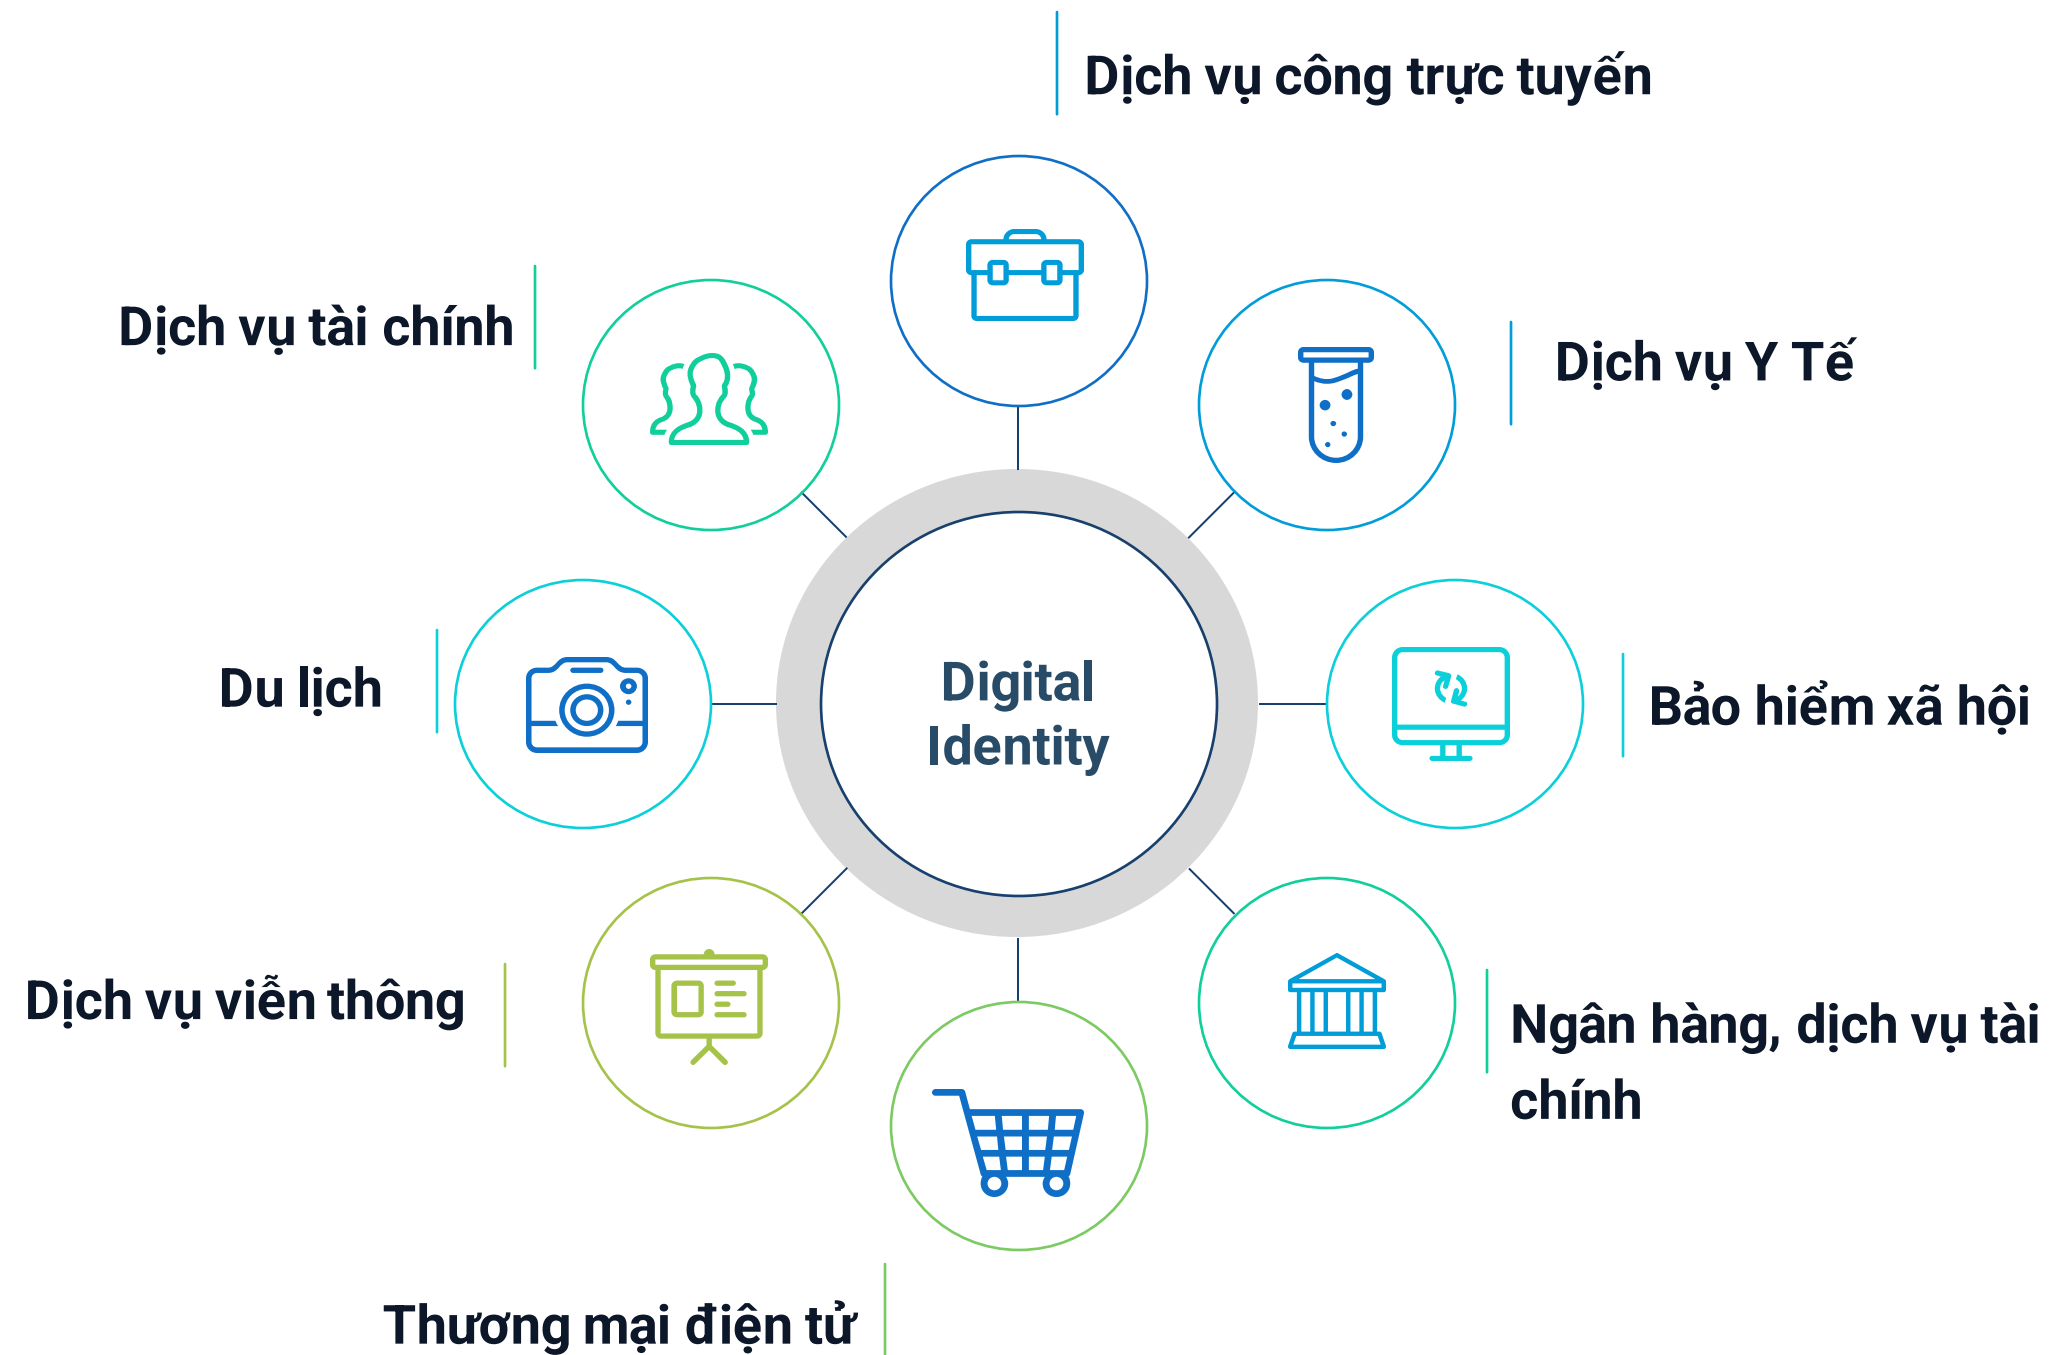 Dịch vụ công trực tuyến
Dịch vụ tài chính
Dịch vụ Y Tế
Digital
Identity
Du lịch
Bảo hiểm xã hội
Dịch vụ viễn thông
Ngân hàng, dịch vụ tài
chính
Thương mại điện tử